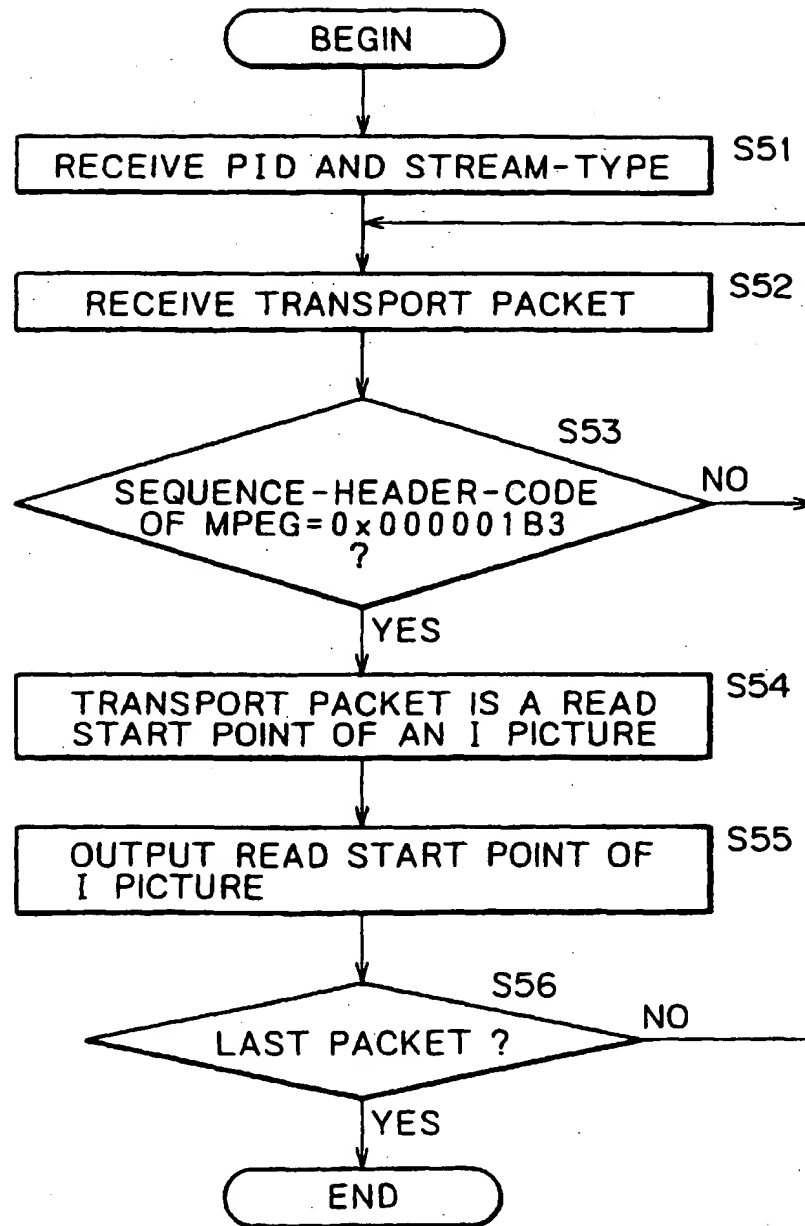 BEGIN
RECEIVE PID AND STREAM-TYPE
S51
RECEIVE TRANSPORT PACKET
S52
S53
SEQUENCE-HEADER-CODE
OF MPEG=0x000001B3
?
NO
YES
TRANSPORT PACKET IS A READ
START POINT OF AN I PICTURE
S54
OUTPUT READ START POINT OF
I PICTURE
S55
S56
LAST PACKET ?
NO
YES
END